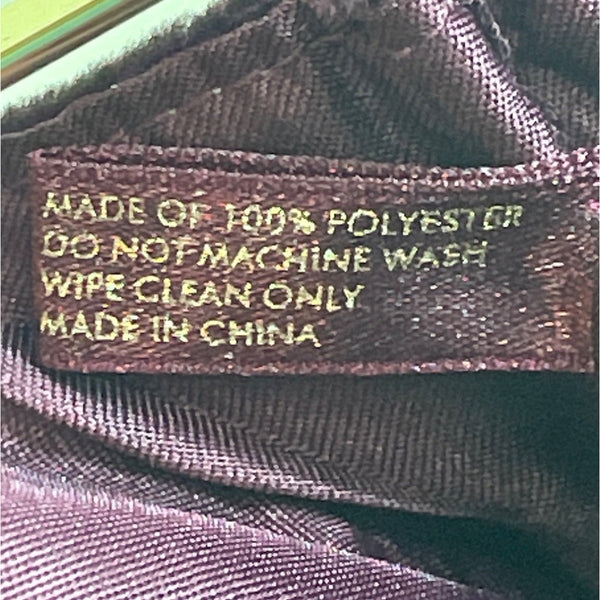 MADE OF 100% POLYESTER
DO NOT MACHINE WASH
WIPE CLEAN ONLY
MADE IN CHINA